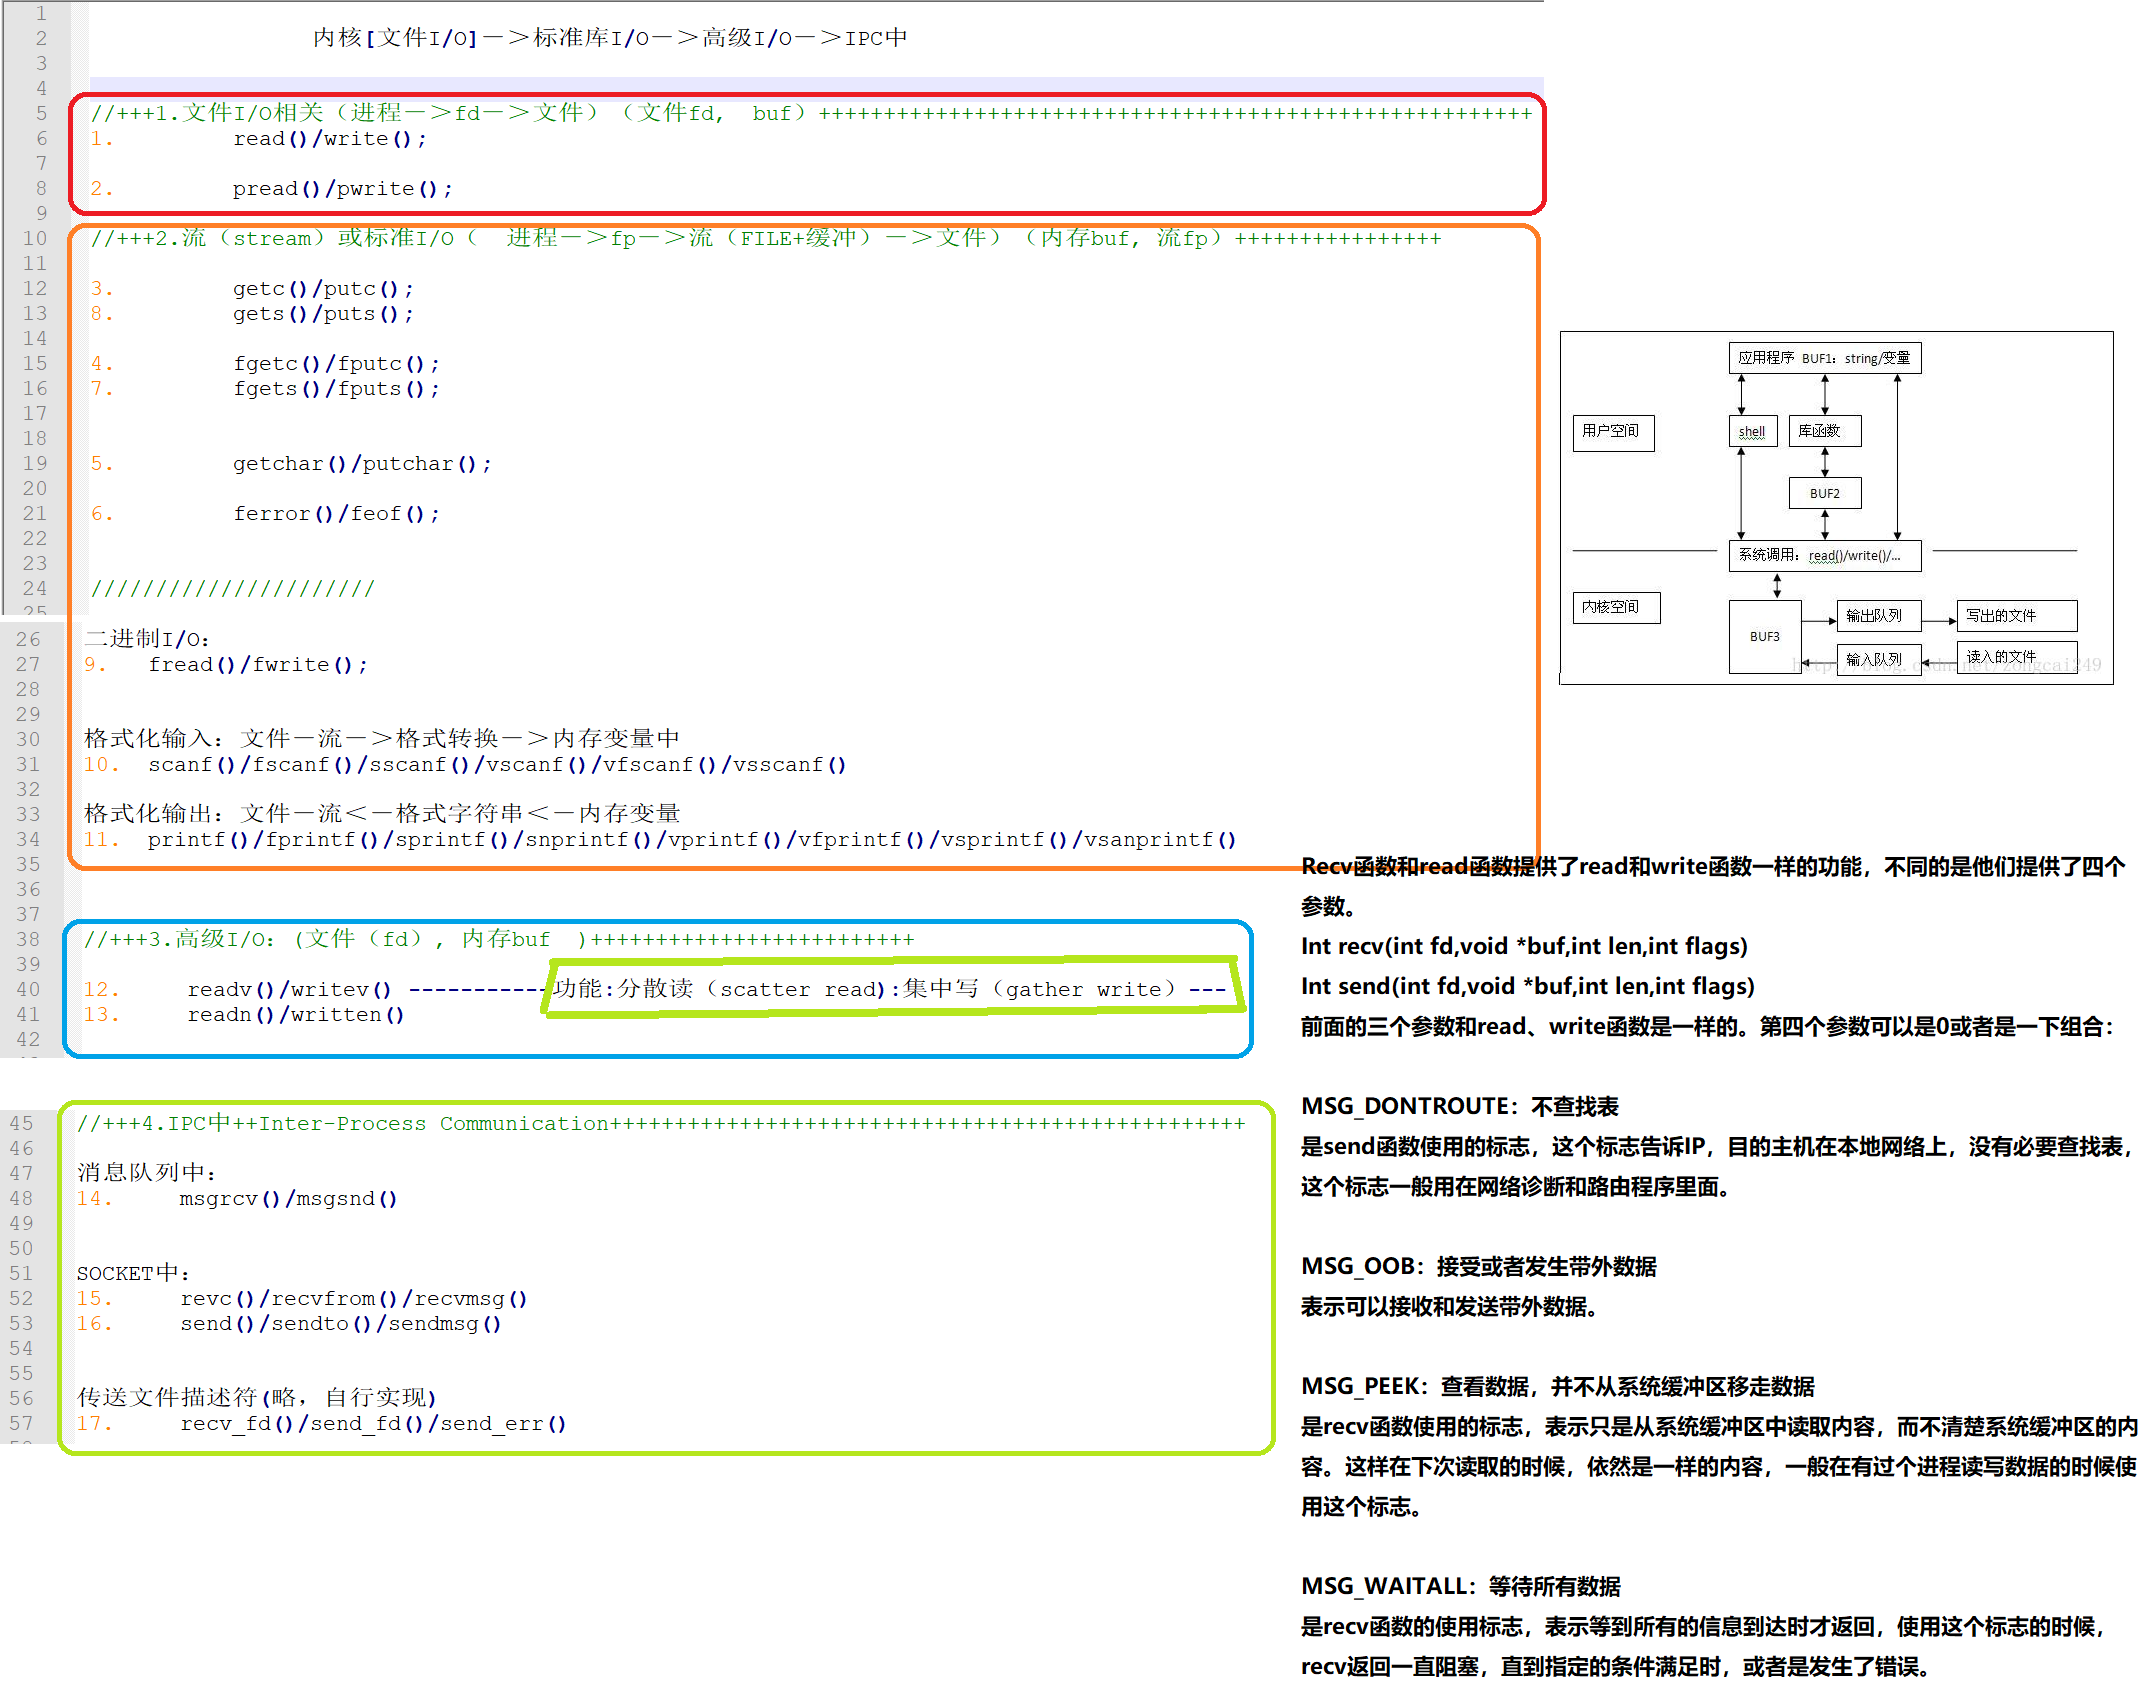 1
2 内核[文件I/O]－＞标准库I/O－＞高级I/O－＞IPC中
3
4
5 //+++1.文件I/O相关（进程－＞fd－＞文件）（文件fd, buf）+++++++++++++++++++++++++++++++++++++++++++++++++++++++
6 1. read()/write();
7
8 2. pread()/pwrite();
9
10 //+++2.流（stream）或标准I/O（ 进程－＞fp－＞流（FILE+缓冲）－＞文件）（内存buf, 流fp）++++++++++++++++
11
12 3. getc()/putc();
13 8. gets()/puts();
14
15 4. fgetc()/fputc();
16 7. fgets()/fputs();
17
18
19 5. getchar()/putchar();
20
21 6. ferror()/feof();
22
23
24 //////////////////////
25
26 二进制I/O：
27 9. fread()/fwrite();
28
29
30 格式化输入：文件－流－＞格式转换－＞内存变量中
31 10. scanf()/fscanf()/sscanf()/vscanf()/vfscanf()/vsscanf()
32
33 格式化输出：文件－流＜－格式字符串＜－内存变量
34 11. printf()/fprintf()/sprintf()/snprintf()/vprintf()/vfprintf()/vsprintf()/vsanprintf()
35
36
37
38 //+++3.高级I/O：(文件（fd）, 内存buf )+++++++++++++++++++++++++
39
40 12. readv()/writev() -----------功能:分散读（scatter read):集中写（gather write）---
41 13. readn()/written()
42
45 //+++4.IPC中++Inter-Process Communication+++++++++++++++++++++++++++++++++++++++++++++++++
46
47 消息队列中：
48 14. msgrcv()/msgsnd()
49
50
51 SOCKET中：
52 15. revc()/recvfrom()/recvmsg()
53 16. send()/sendto()/sendmsg()
54
55
56 传送文件描述符(略，自行实现)
57 17. recv_fd()/send_fd()/send_err()
应用程序 BUF1：string/变量
用户空间
shell
库函数
BUF2
系统调用：read()/write()/...
内核空间
BUF3
输出队列
写出的文件
输入队列
读入的文件
http://blog.csdn.net/zongcai249
Recv函数和read函数提供了read和write函数一样的功能，不同的是他们提供了四个
参数。
Int recv(int fd,void *buf,int len,int flags)
Int send(int fd,void *buf,int len,int flags)
前面的三个参数和read、write函数是一样的。第四个参数可以是0或者是一下组合：
MSG_DONTROUTE：不查找表
是send函数使用的标志，这个标志告诉IP，目的主机在本地网络上，没有必要查找表，
这个标志一般用在网络诊断和路由程序里面。
MSG_OOB：接受或者发生带外数据
表示可以接收和发送带外数据。
MSG_PEEK：查看数据，并不从系统缓冲区移走数据
是recv函数使用的标志，表示只是从系统缓冲区中读取内容，而不清楚系统缓冲区的内
容。这样在下次读取的时候，依然是一样的内容，一般在有过个进程读写数据的时候使
用这个标志。
MSG_WAITALL：等待所有数据
是recv函数的使用标志，表示等到所有的信息到达时才返回，使用这个标志的时候，
recv返回一直阻塞，直到指定的条件满足时，或者是发生了错误。